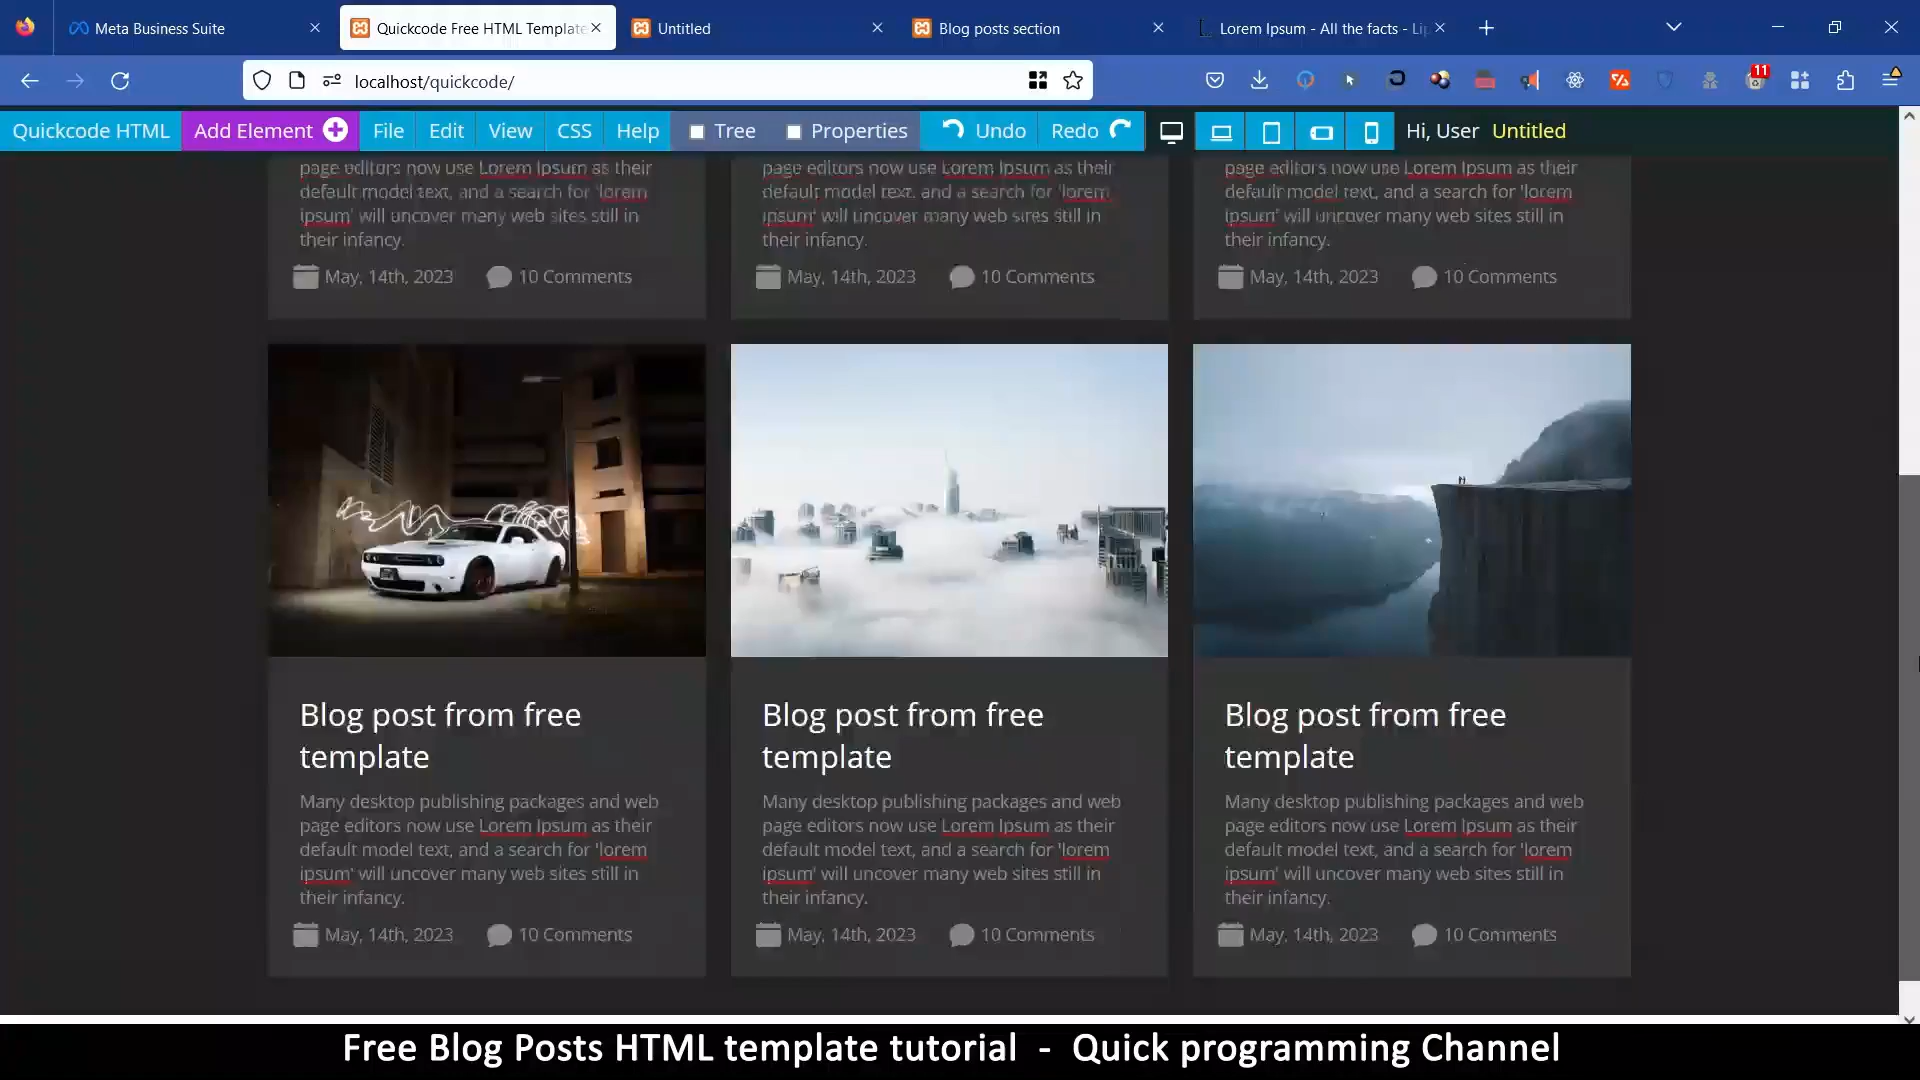 Meta Business Suite
Quickcode Free HTML Template
Untitled
Blog posts section
Lorem Ipsum - All the facts - Lip
localhost/quickcode/
11
Quickcode HTML
Add Element
File
Edit
View
CSS
Help
Tree
Properties
Undo
Redo
Hi, User
Untitled
page editors now use Lorem Ipsum as their
default model text, and a search for 'lorem
ipsum' will uncover many web sites still in
their infancy.
May, 14th, 2023
10 Comments
page editors now use Lorem Ipsum as their
default model text, and a search for 'lorem
ipsum' will uncover many web sites still in
their infancy.
May, 14th, 2023
10 Comments
page editors now use Lorem Ipsum as their
default model text, and a search for 'lorem
ipsum' will uncover many web sites still in
their infancy.
May, 14th, 2023
10 Comments
Blog post from free
template
Many desktop publishing packages and web
page editors now use Lorem Ipsum as their
default model text, and a search for 'lorem
ipsum' will uncover many web sites still in
their infancy.
May, 14th, 2023
10 Comments
Blog post from free
template
Many desktop publishing packages and web
page editors now use Lorem Ipsum as their
default model text, and a search for 'lorem
ipsum' will uncover many web sites still in
their infancy.
May, 14th, 2023
10 Comments
Blog post from free
template
Many desktop publishing packages and web
page editors now use Lorem Ipsum as their
default model text, and a search for 'lorem
ipsum' will uncover many web sites still in
their infancy.
May, 14th, 2023
10 Comments
Free Blog Posts HTML template tutorial - Quick programming Channel